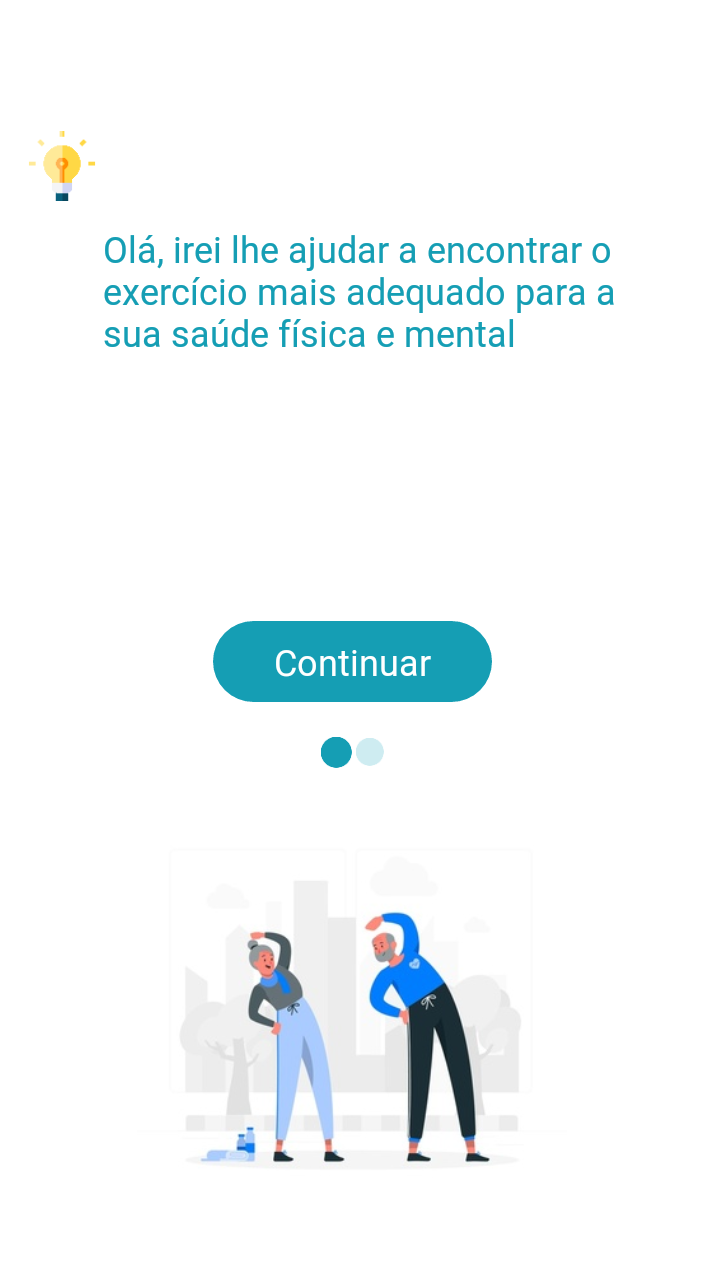 Olá, irei lhe ajudar a encontrar o
exercício mais adequado para a
sua saúde física e mental
Continuar